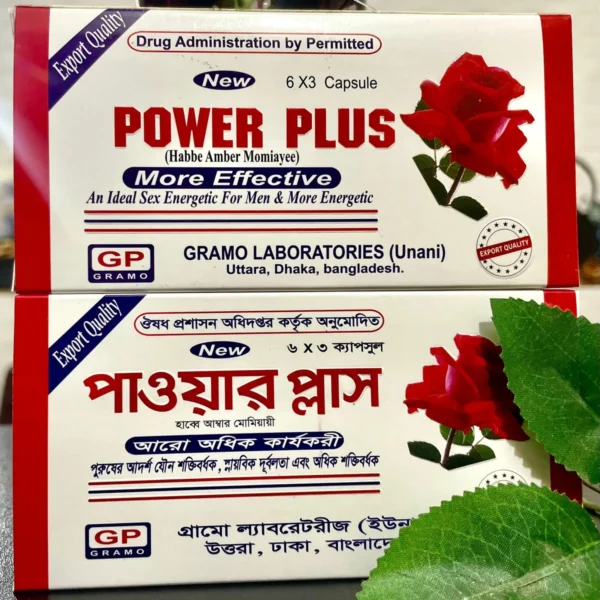 Export Quality
Drug Administration by Permitted
New 6 X3 Capsule
POWER PLUS
(Habbe Amber Momiayee)
More Effective
An Ideal Sex Energetic For Men & More Energetic
GP
GRAMO
GRAMO LABORATORIES (Unani)
Uttara, Dhaka, bangladesh.
EXPORT QUALITY
Export Quality
ঔষধ প্রশাসন অধিদপ্তর কর্তৃক অনুমোদিত
New ৬ X ৩ ক্যাপসুল
পাওয়ার প্লাস
হাব্বে আম্বার মোমিয়ায়ী
আরো অধিক কার্যকরী
পুরুষের আদর্শ যৌন শক্তিবর্ধক, স্নায়বিক দূর্বলতা এবং অধিক শক্তিবর্ধক
GP
GRAMO
গ্রামো ল্যাবরেটরীজ
উত্তরা, ঢাকা,